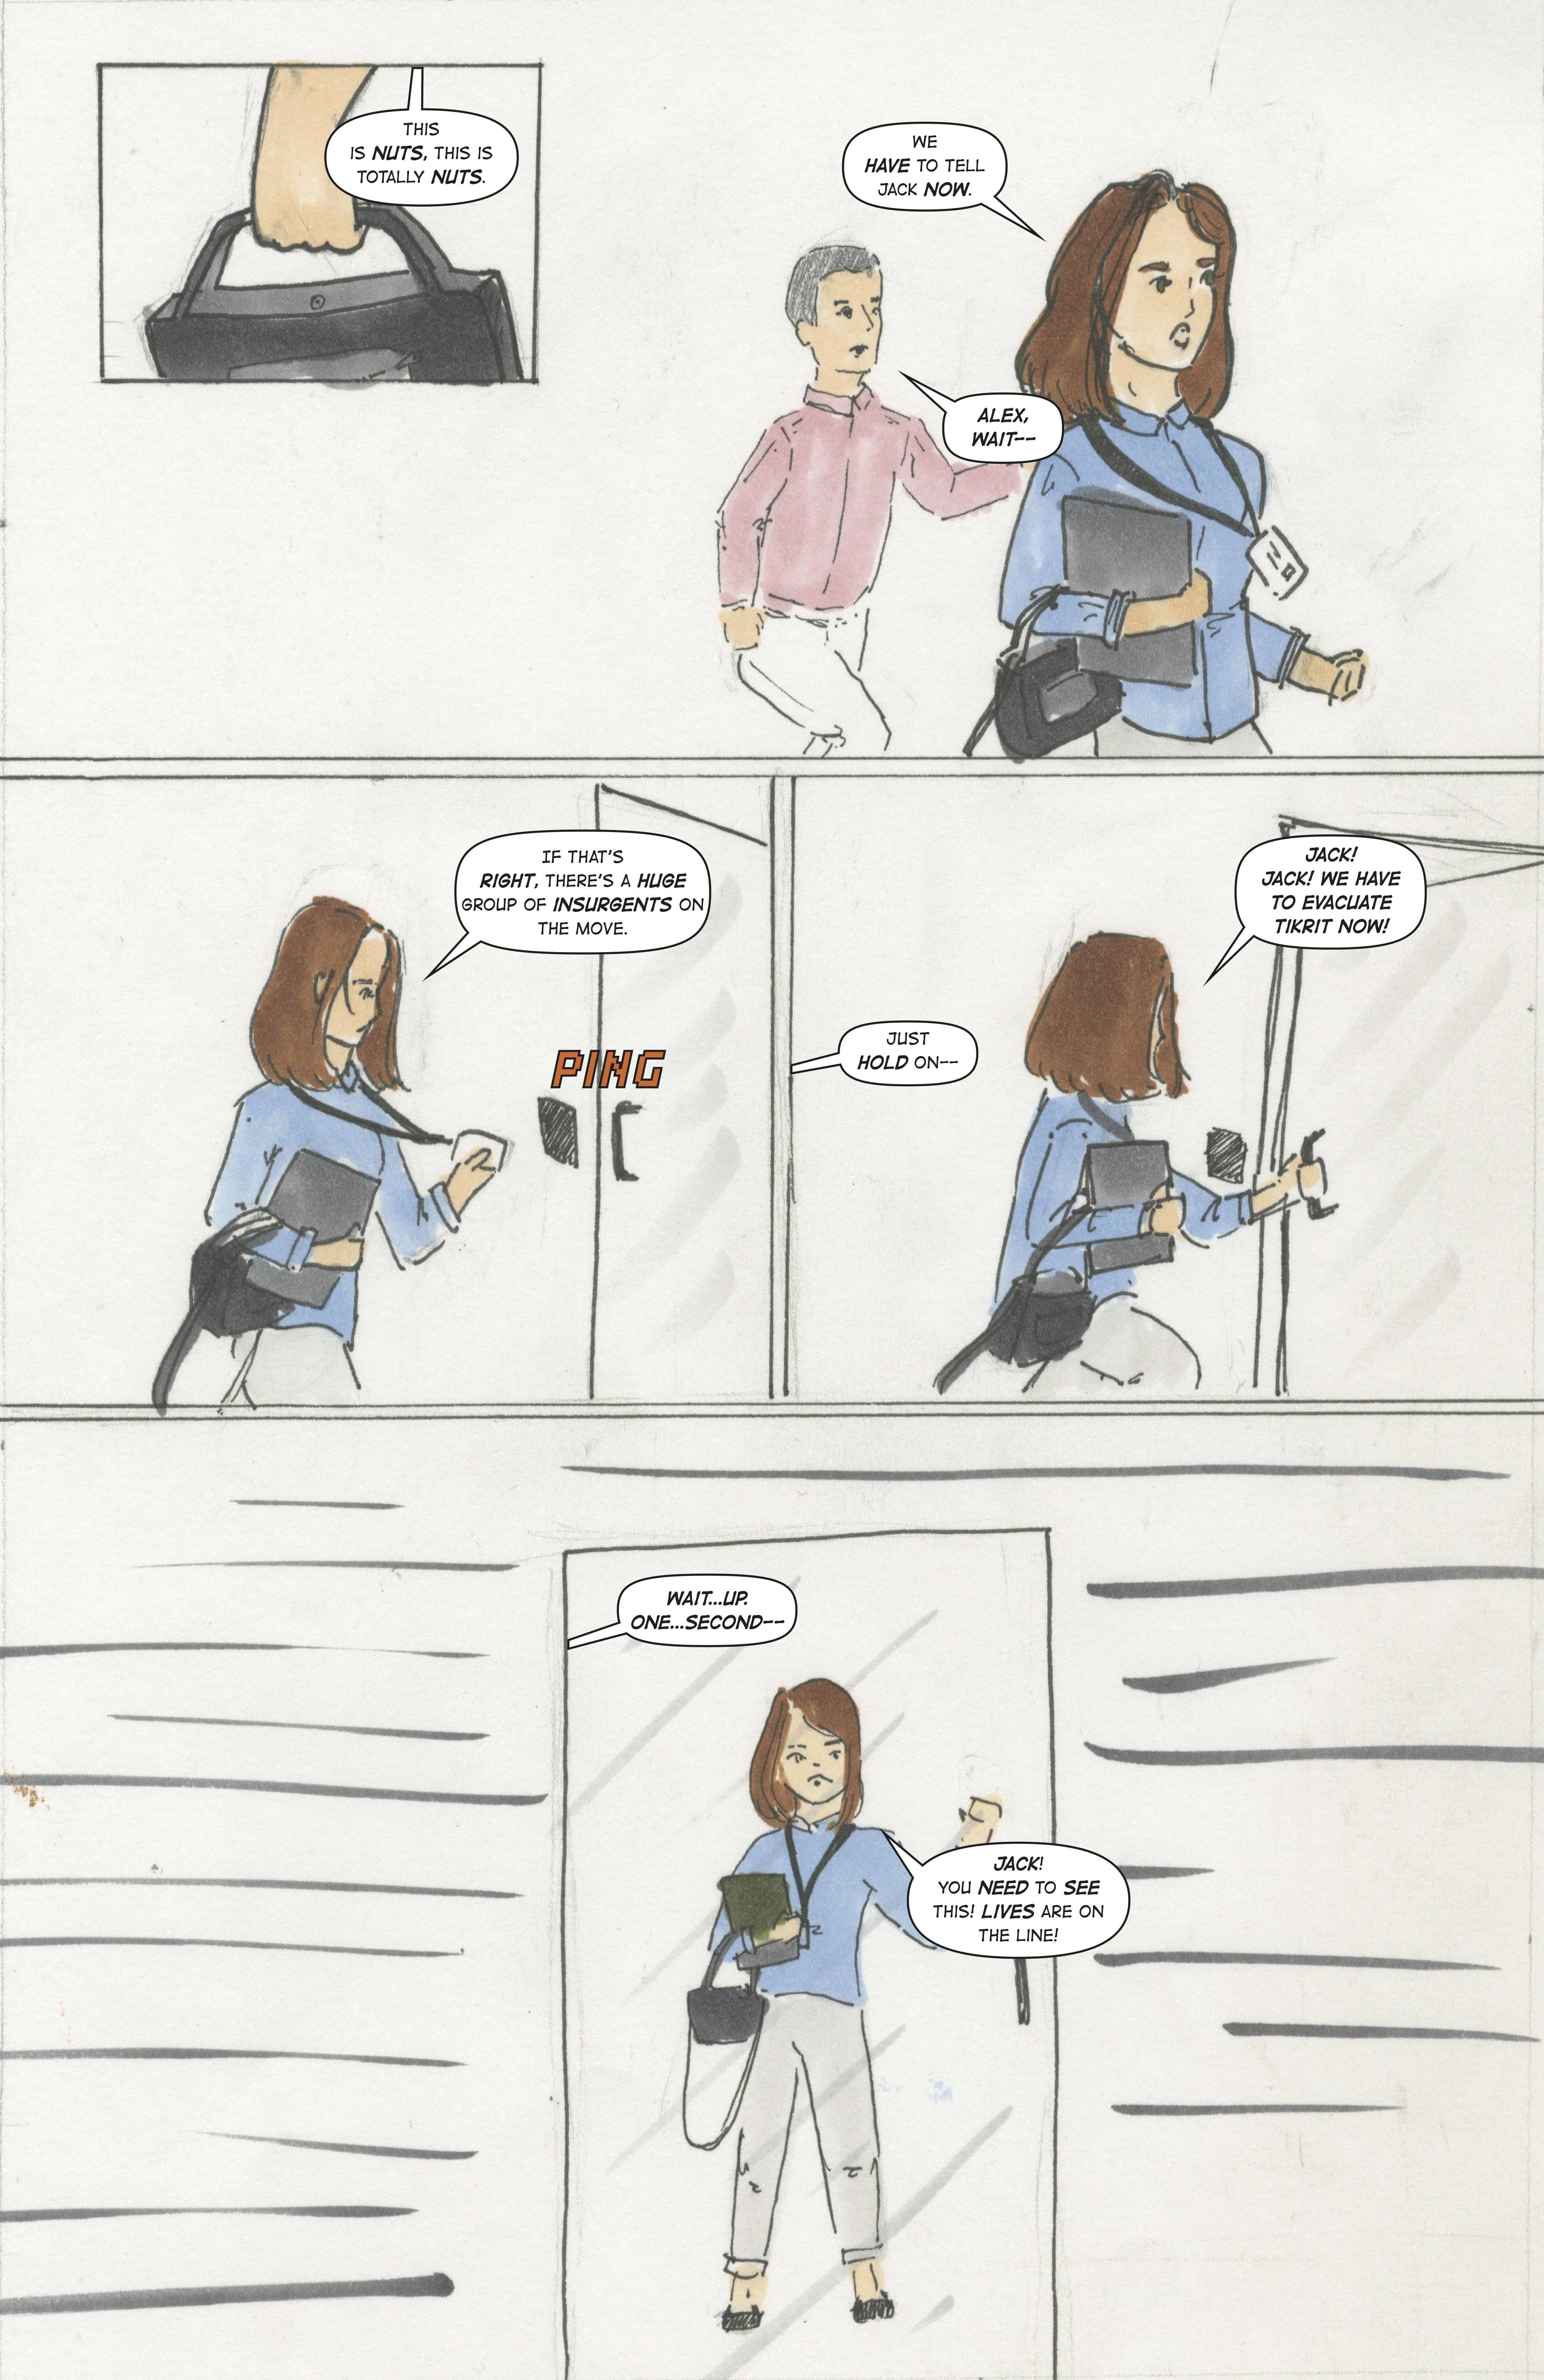 THIS
IS NUTS, THIS IS
TOTALLY NUTS.
WE
HAVE TO TELL
JACK NOW.
ALEX,
WAIT--
IF THAT'S
RIGHT, THERE'S A HUGE
GROUP OF INSURGENTS ON
THE MOVE.
PING
JUST
HOLD ON--
JACK!
JACK! WE HAVE
TO EVACUATE
TIKRIT NOW!
WAIT...UP.
ONE...SECOND--
JACK!
YOU NEED TO SEE
THIS! LIVES ARE ON
THE LINE!